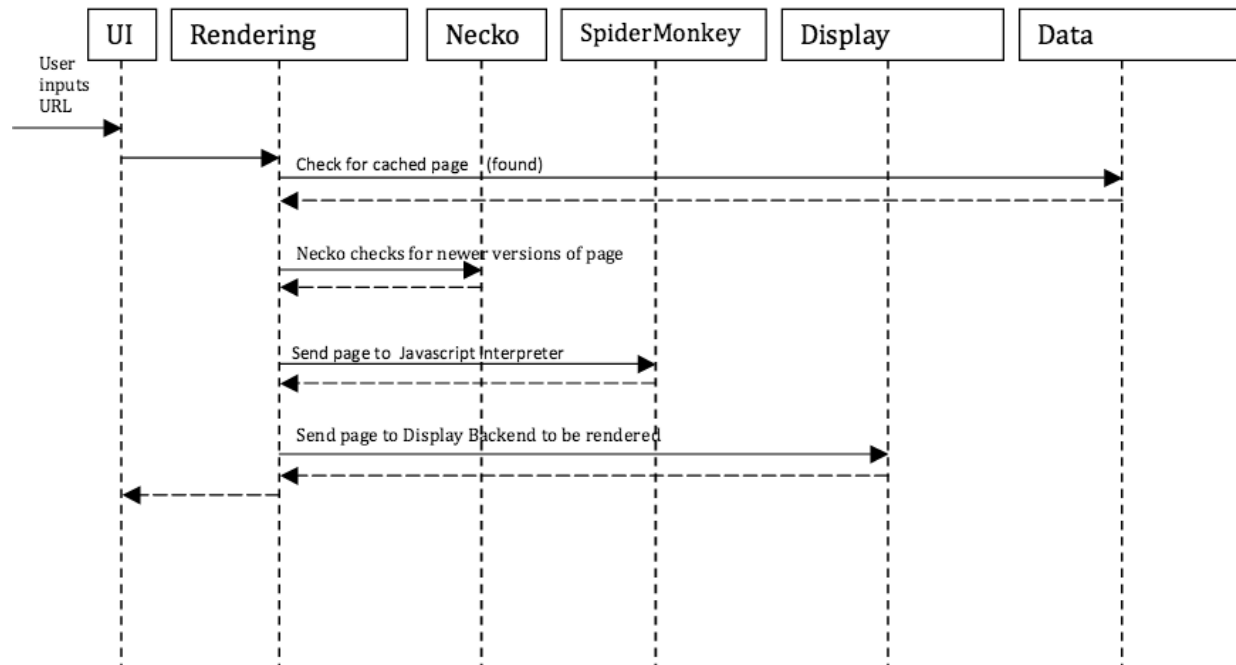 UI
Rendering
Necko
SpiderMonkey
Display
Data
User
inputs
URL
Check for cached page (found)
Necko checks for newer versions of page
Send page to Javascript Interpreter
Send page to Display Backend to be rendered